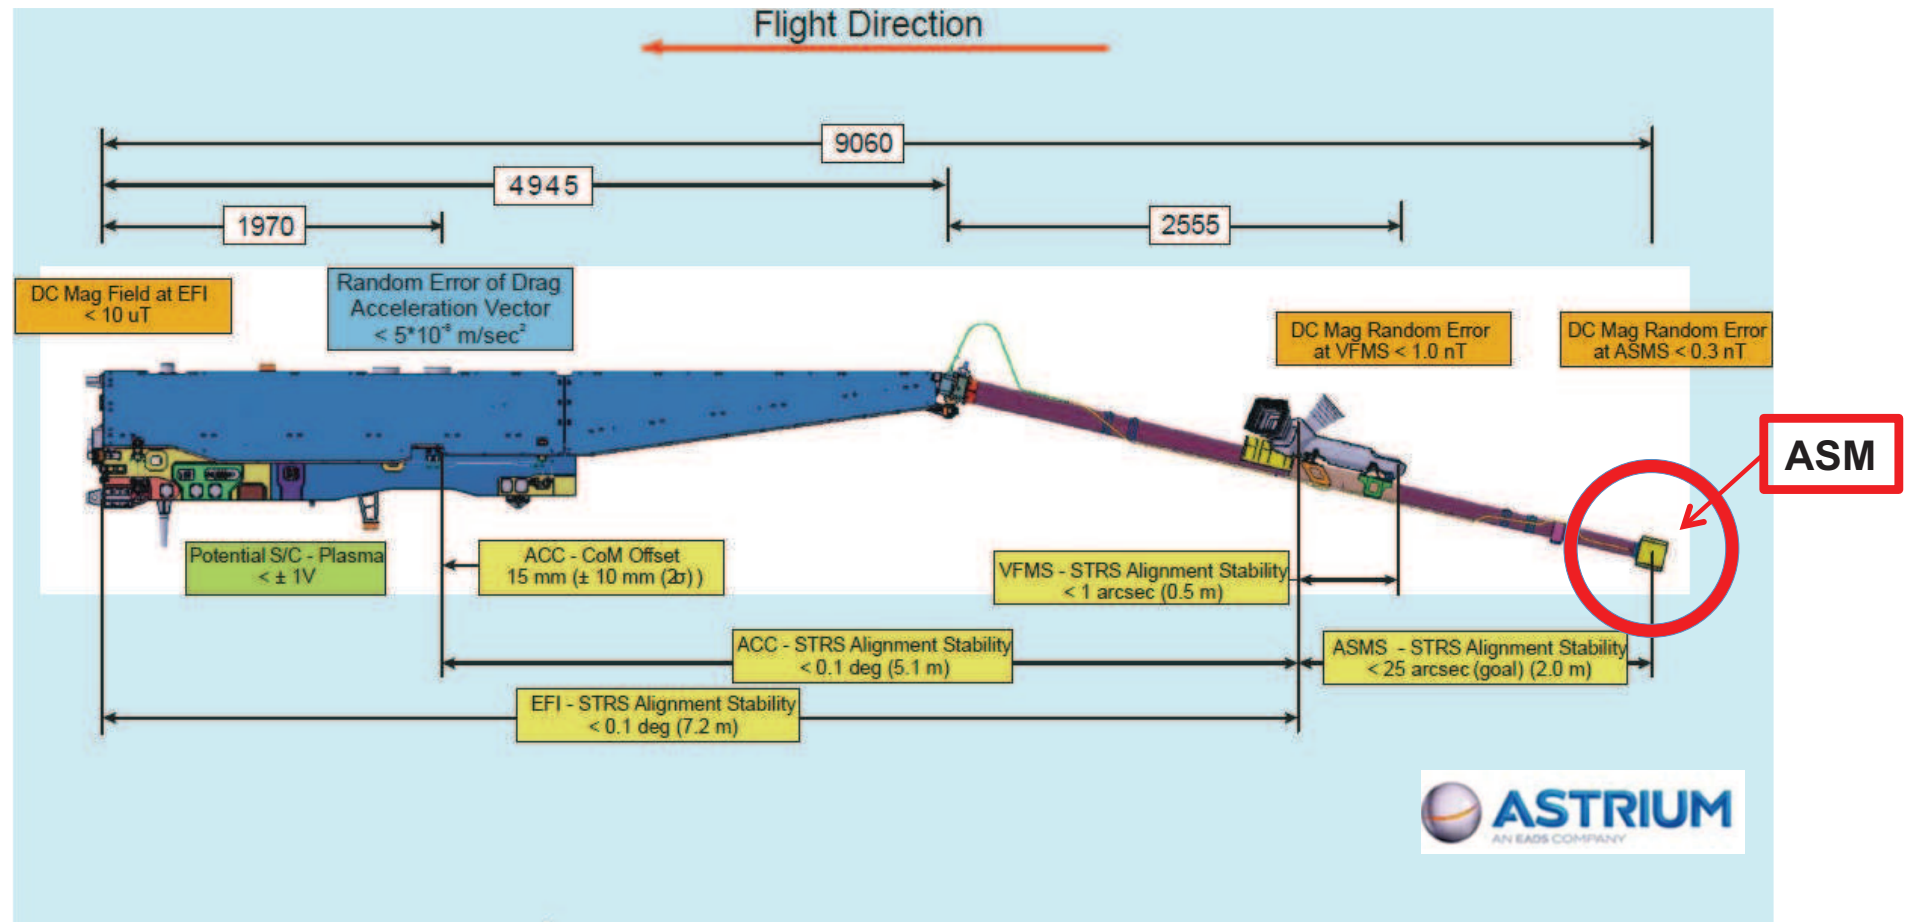 Flight Direction
9060
4945
1970
2555
DC Mag Field at EFI
< 10 uT
Random Error of Drag
Acceleration Vector
< 5*10⁻⁸ m/sec²
DC Mag Random Error
at VFMS < 1.0 nT
DC Mag Random Error
at ASMS < 0.3 nT
ASM
Potential S/C - Plasma
< ± 1V
ACC - CoM Offset
15 mm (± 10 mm (2σ))
VFMS - STRS Alignment Stability
< 1 arcsec (0.5 m)
ACC - STRS Alignment Stability
< 0.1 deg (5.1 m)
ASMS - STRS Alignment Stability
< 25 arcsec (goal) (2.0 m)
EFI - STRS Alignment Stability
< 0.1 deg (7.2 m)
ASTRIUM
AN EADS COMPANY